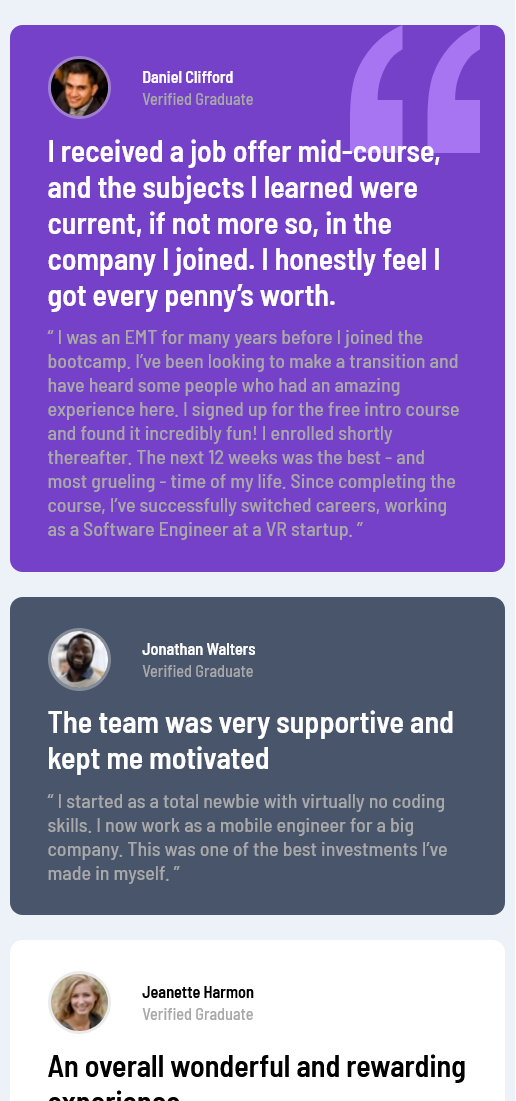 Daniel Clifford
Verified Graduate
I received a job offer mid-course,
and the subjects I learned were
current, if not more so, in the
company I joined. I honestly feel I
got every penny’s worth.
“ I was an EMT for many years before I joined the
bootcamp. I’ve been looking to make a transition and
have heard some people who had an amazing
experience here. I signed up for the free intro course
and found it incredibly fun! I enrolled shortly
thereafter. The next 12 weeks was the best - and
most grueling - time of my life. Since completing the
course, I’ve successfully switched careers, working
as a Software Engineer at a VR startup. ”
Jonathan Walters
Verified Graduate
The team was very supportive and
kept me motivated
“ I started as a total newbie with virtually no coding
skills. I now work as a mobile engineer for a big
company. This was one of the best investments I’ve
made in myself. ”
Jeanette Harmon
Verified Graduate
An overall wonderful and rewarding
experience